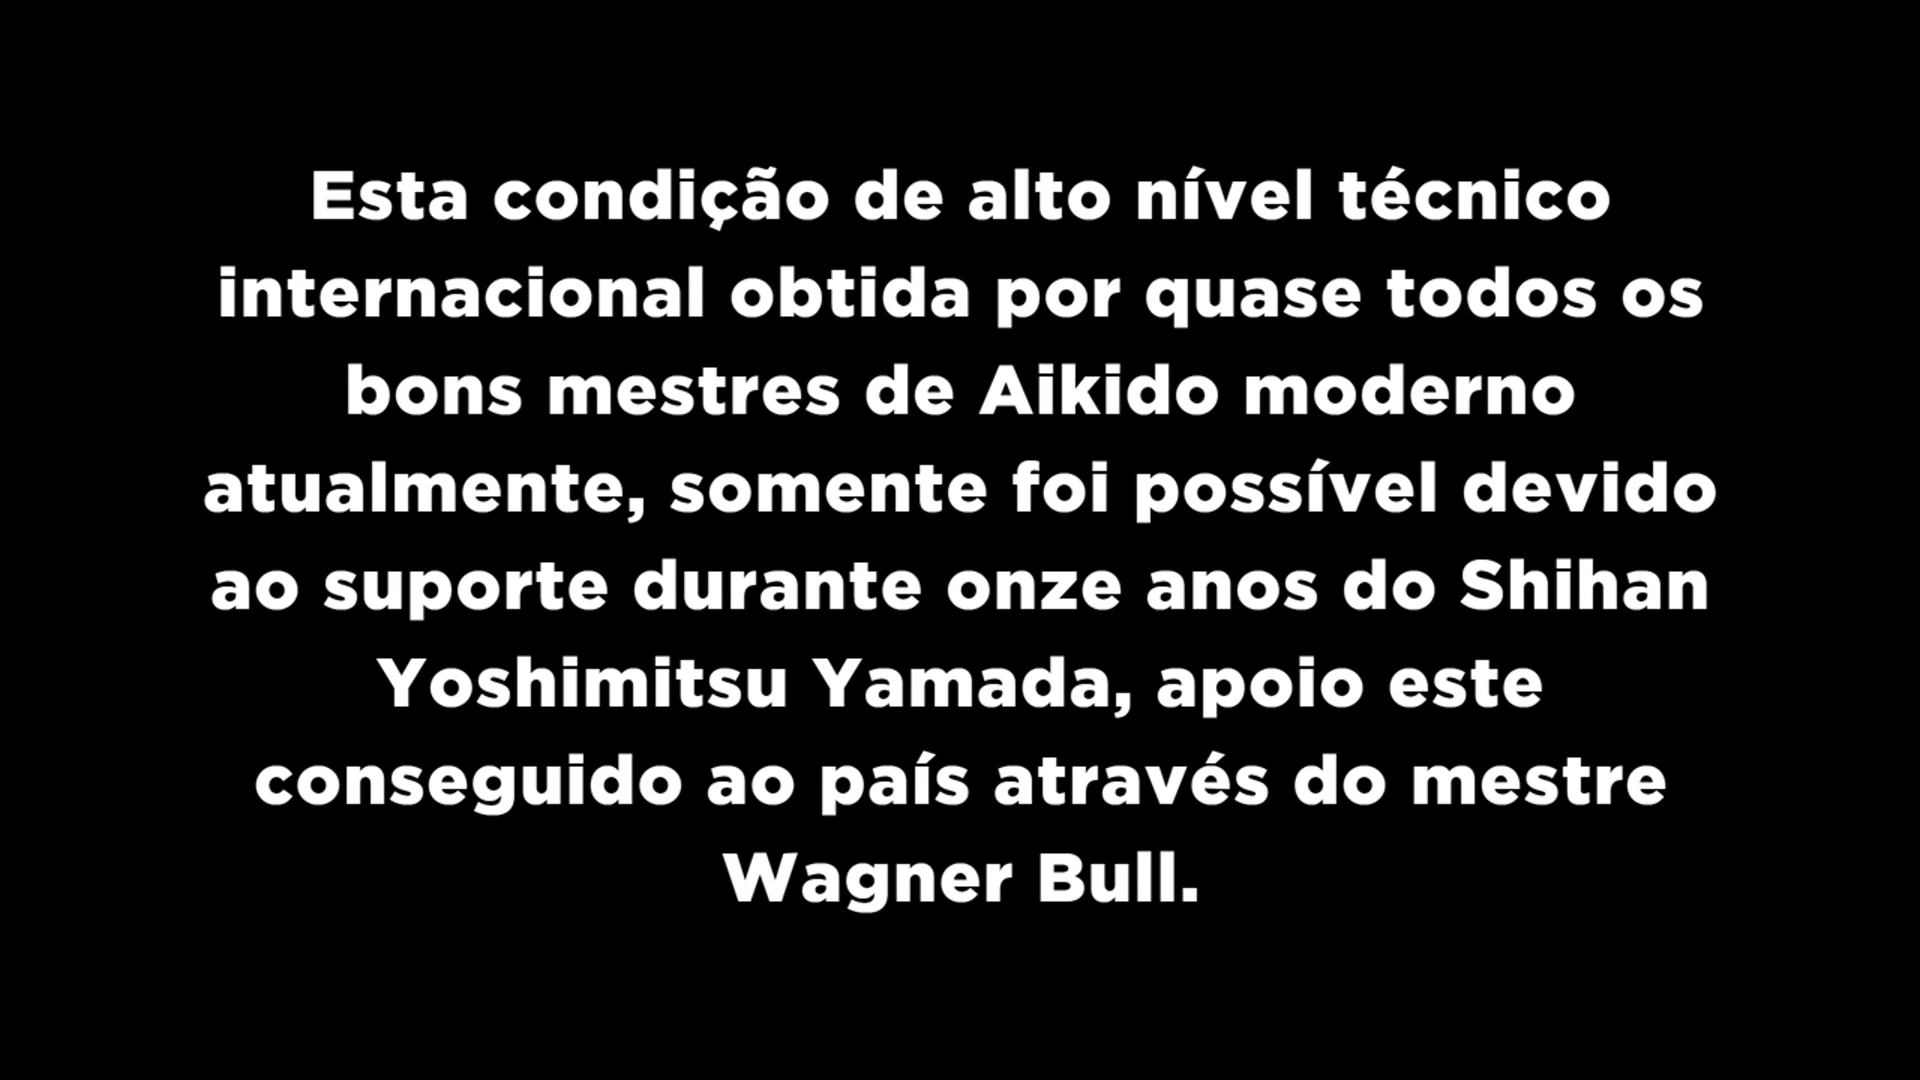 Esta condição de alto nível técnico
internacional obtida por quase todos os
bons mestres de Aikido moderno
atualmente, somente foi possível devido
ao suporte durante onze anos do Shihan
Yoshimitsu Yamada, apoio este
conseguido ao país através do mestre
Wagner Bull.